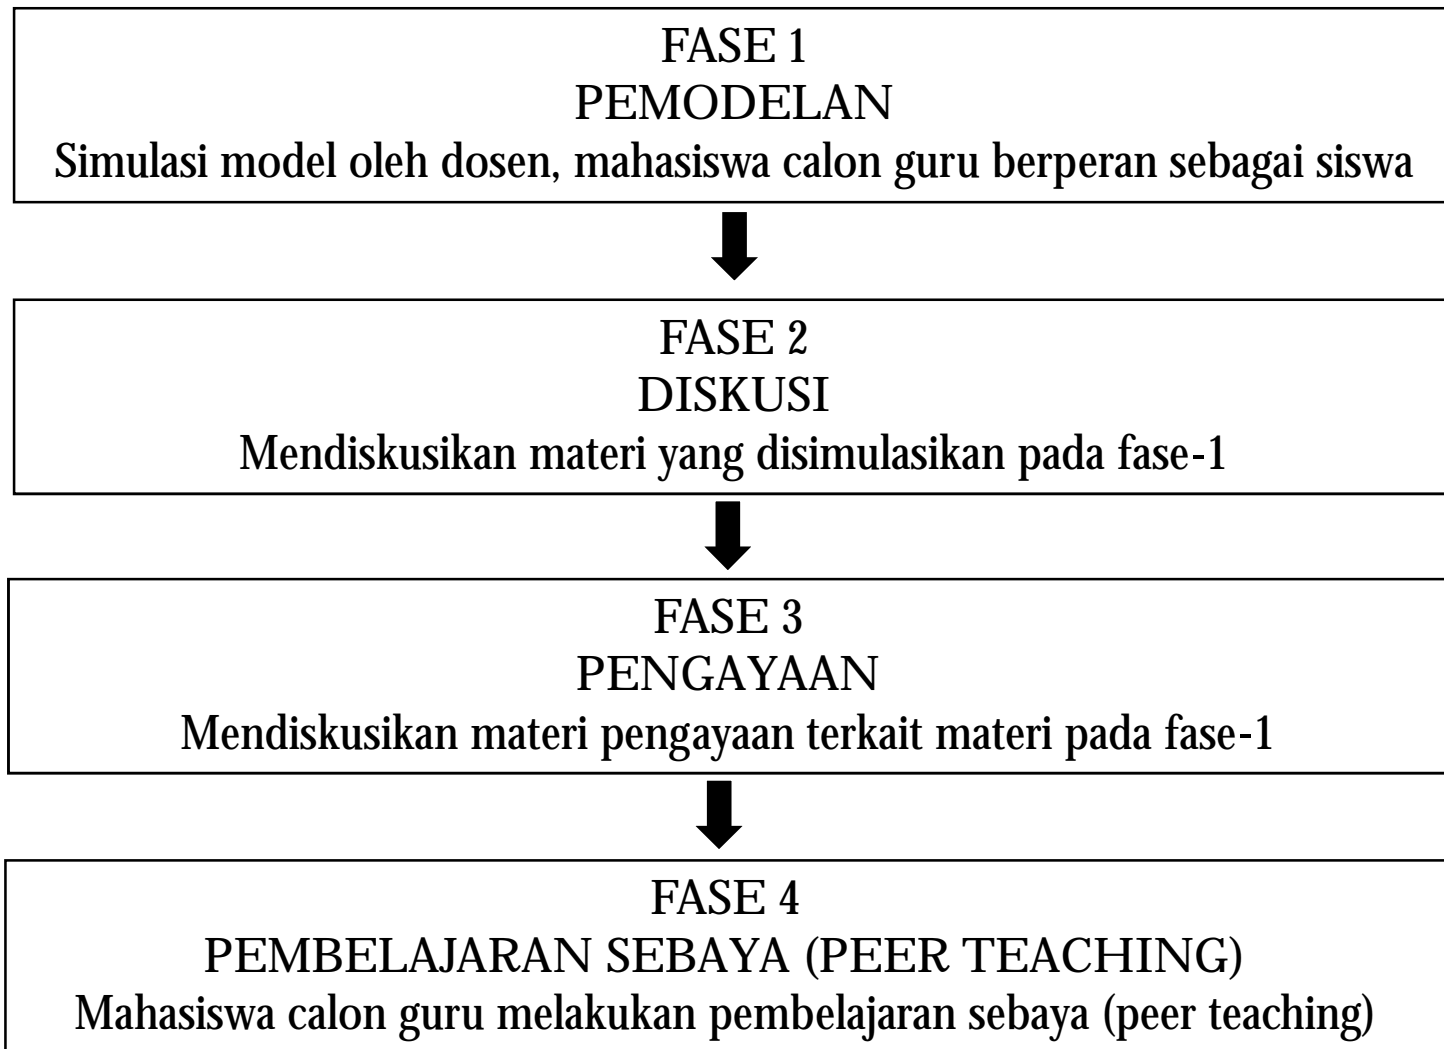 FASE 1
PEMODELAN
Simulasi model oleh dosen, mahasiswa calon guru berperan sebagai siswa
FASE 2
DISKUSI
Mendiskusikan materi yang disimulasikan pada fase-1
FASE 3
PENGAYAAN
Mendiskusikan materi pengayaan terkait materi pada fase-1
FASE 4
PEMBELAJARAN SEBAYA (PEER TEACHING)
Mahasiswa calon guru melakukan pembelajaran sebaya (peer teaching)